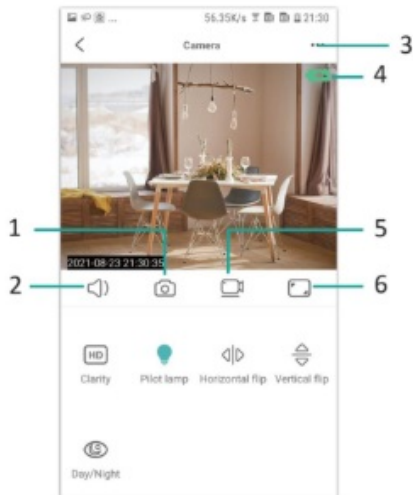 56.35K/s 21:30
Camera
3
4
1
5
2021-08-23 21:30:35
2
6
HD
Clarity
Pilot lamp
Horizontal flip
Vertical flip
Day/Night